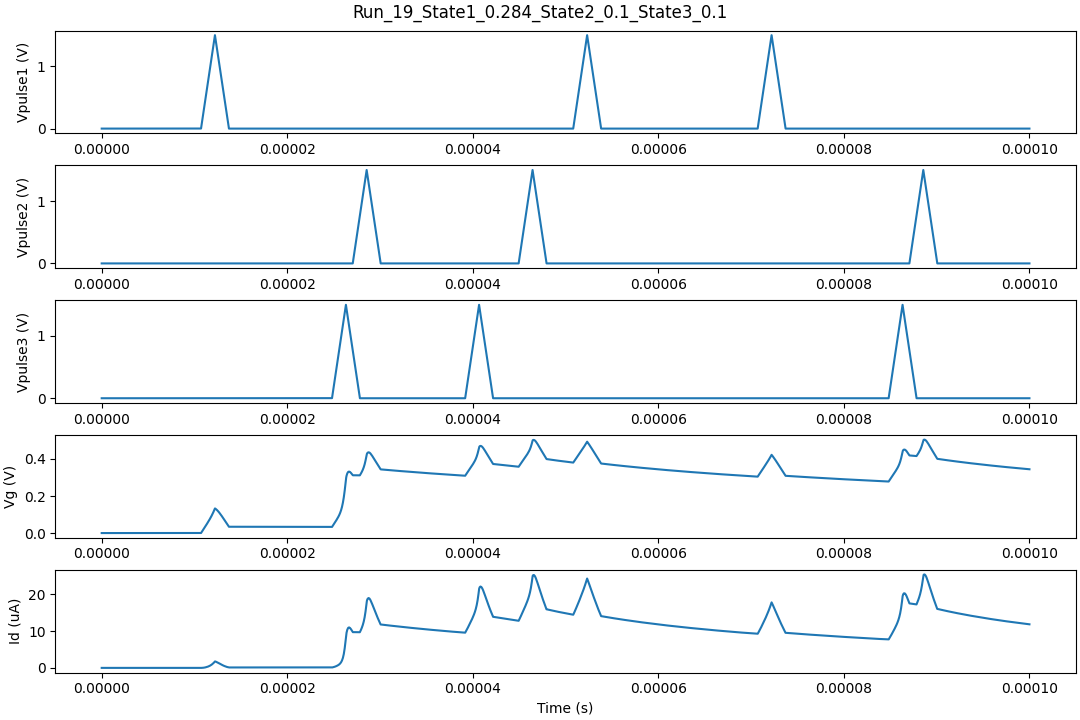 Run_19_State1_0.284_State2_0.1_State3_0.1
Vpulse1 (V)
1
0
0.00000 0.00002 0.00004 0.00006 0.00008 0.00010
Vpulse2 (V)
1
0
0.00000 0.00002 0.00004 0.00006 0.00008 0.00010
Vpulse3 (V)
1
0
0.00000 0.00002 0.00004 0.00006 0.00008 0.00010
Vg (V)
0.4
0.2
0.0
0.00000 0.00002 0.00004 0.00006 0.00008 0.00010
Id (uA)
20
10
0
0.00000 0.00002 0.00004 0.00006 0.00008 0.00010
Time (s)